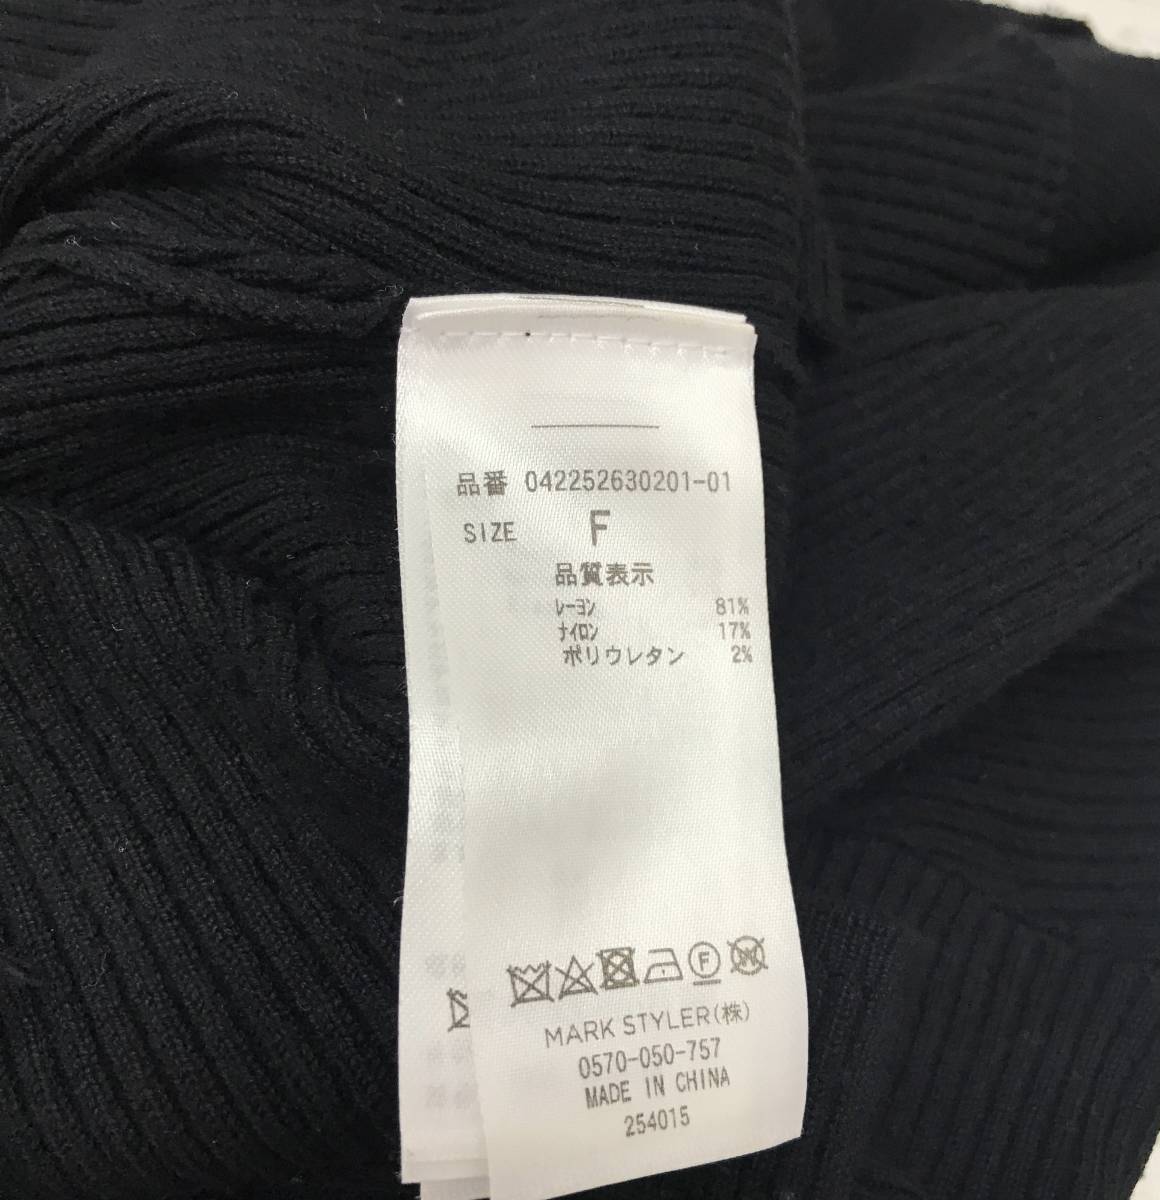 品番 042252630201-01
SIZE F
品質表示
レーヨン 81%
ナイロン 17%
ポリウレタン 2%
MARK STYLER(株)
0570-050-757
MADE IN CHINA
254015